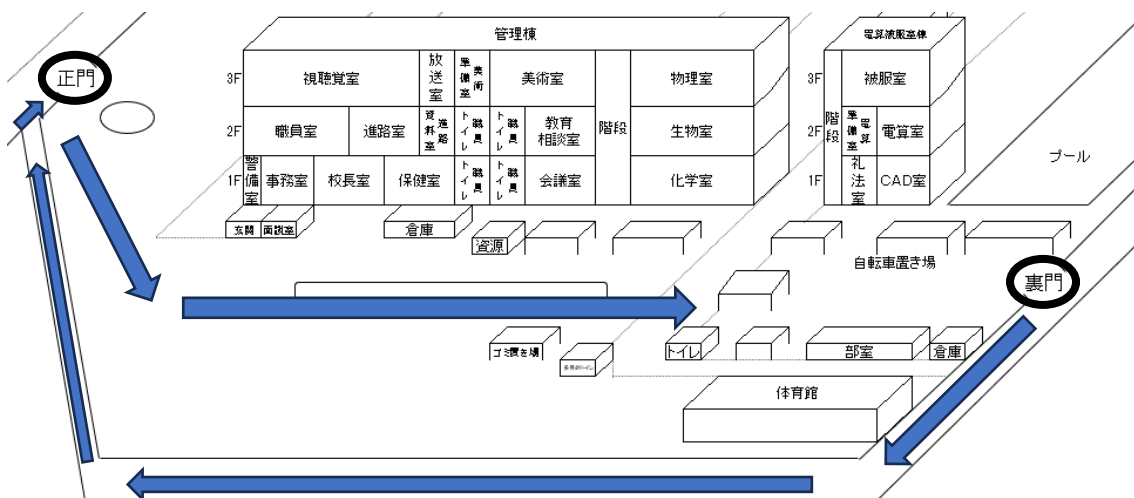 管理棟
電算被服室棟
正門
3F
視聴覚室
放送室
美術準備室
美術室
物理室
3F
被服室
2F
職員室
進路室
進路資料室
職員トイレ
職員トイレ
教育相談室
階段
生物室
階段
2F
電算準備室
電算室
プール
1F
警備室
事務室
校長室
保健室
職員トイレ
職員トイレ
会議室
化学室
1F
礼法室
CAD室
玄関
面談室
倉庫
資源
自転車置き場
裏門
ゴミ置き場
トイレ
部室
倉庫
多目的トイレ
体育館